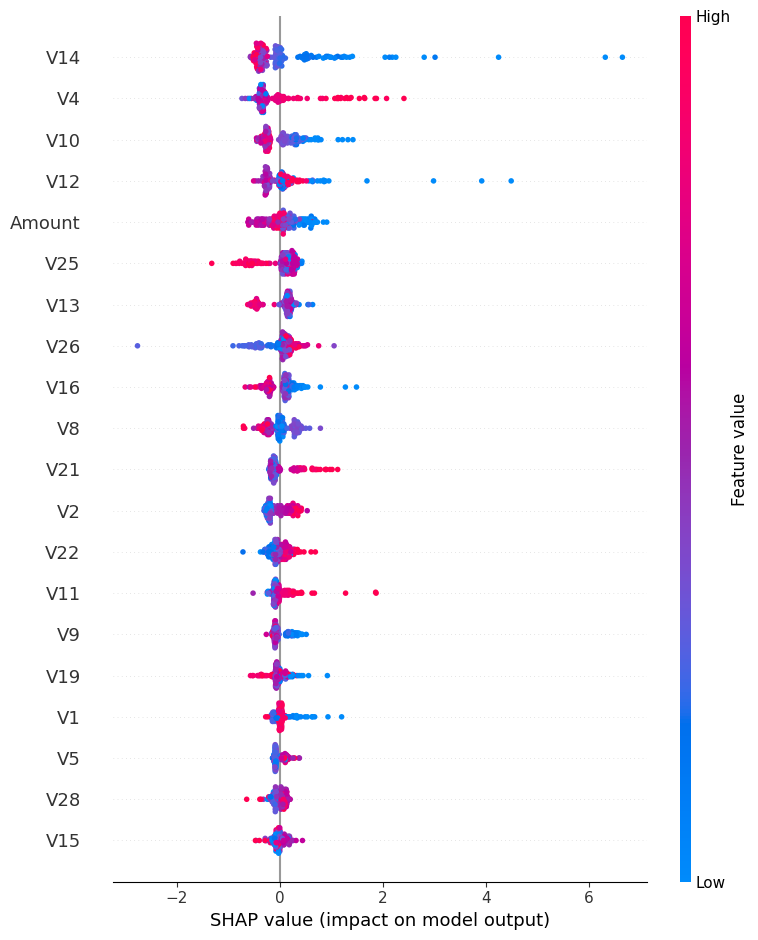 High
V14
V4
V10
V12
Amount
V25
V13
V26
V16
V8
V21
V2
V22
V11
V9
V19
V1
V5
V28
V15
Feature value
Low
−2 0 2 4 6
SHAP value (impact on model output)